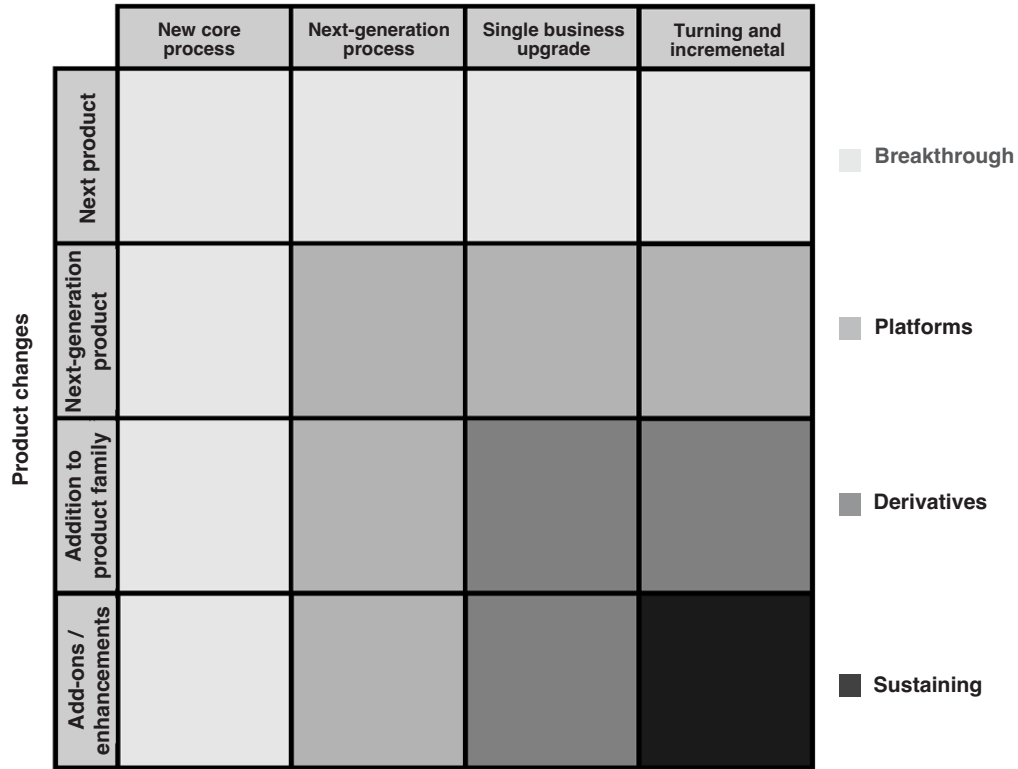 New core
process
Next-generation
process
Single business
upgrade
Turning and
incremenetal
Product changes
Next product
Next-generation
product
Addition to
product family
Add-ons /
enhancements
Breakthrough
Platforms
Derivatives
Sustaining